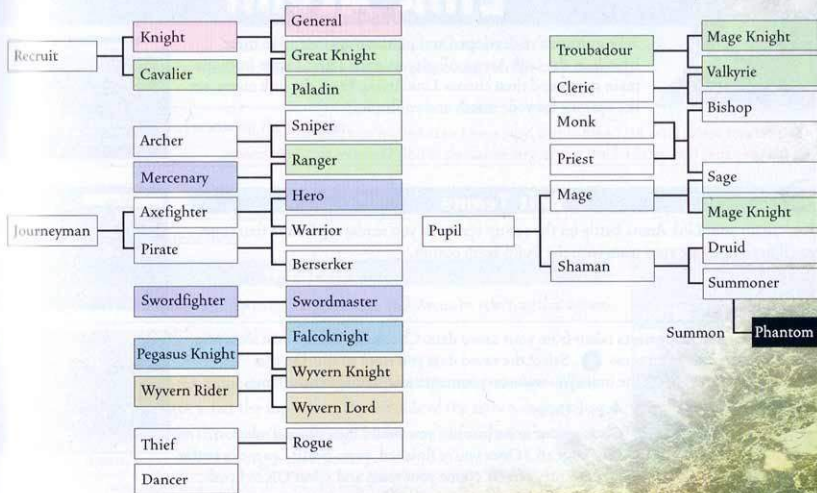 Recruit
Knight
Cavalier
General
Great Knight
Paladin
Journeyman
Archer
Mercenary
Axefighter
Pirate
Sniper
Ranger
Hero
Warrior
Berserker
Swordfighter
Swordmaster
Pegasus Knight
Wyvern Rider
Falcoknight
Wyvern Knight
Wyvern Lord
Thief
Rogue
Dancer
Troubadour
Cleric
Monk
Priest
Mage Knight
Valkyrie
Bishop
Sage
Pupil
Mage
Shaman
Mage Knight
Druid
Summoner
Summon
Phantom